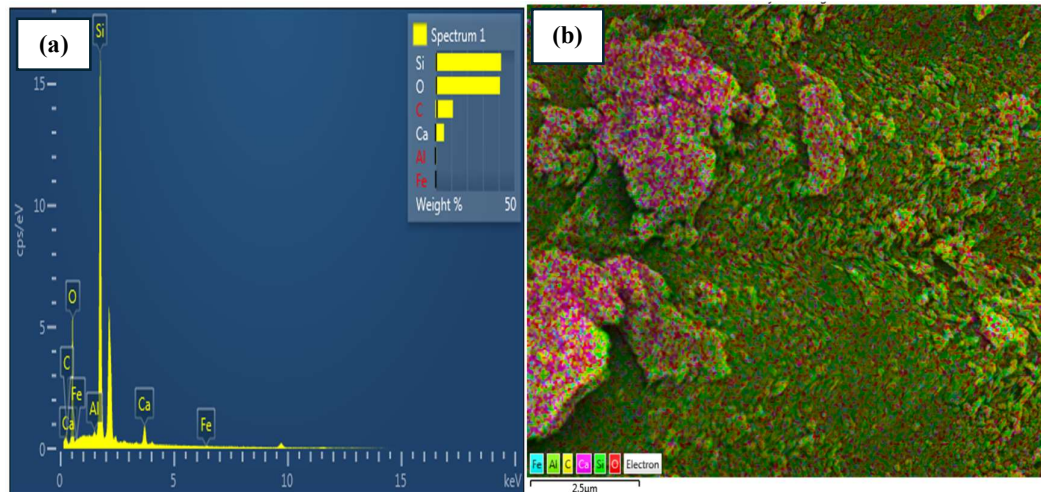 (a)
Si
Spectrum 1
Si
O
C
Ca
Al
Fe
Weight % 50
15
10
cps/eV
5
0
O
C
Fe
Ca
Al
Ca
Fe
0 5 10 15 keV
(b)
Fe Al C Ca Si O Electron
2.5µm